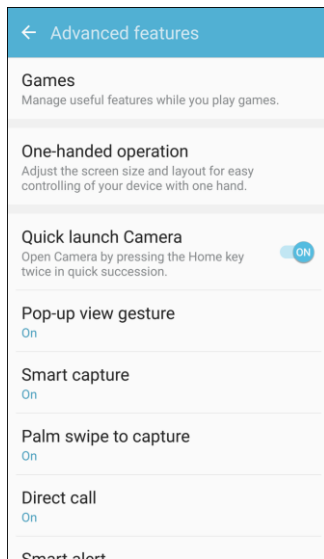 Advanced features
Games
Manage useful features while you play games.
One-handed operation
Adjust the screen size and layout for easy
controlling of your device with one hand.
Quick launch Camera
Open Camera by pressing the Home key
twice in quick succession.
ON
Pop-up view gesture
On
Smart capture
On
Palm swipe to capture
On
Direct call
On
Smart alert